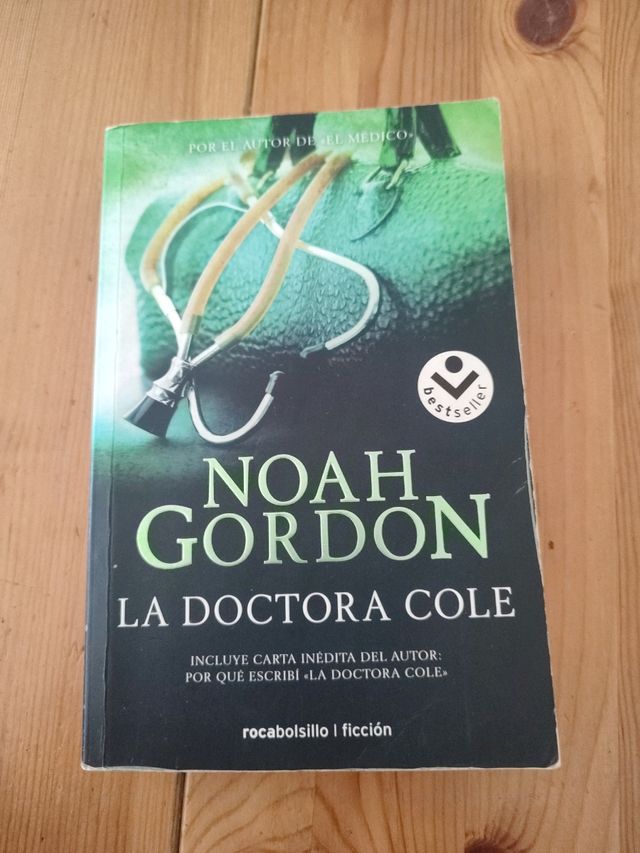 POR EL AUTOR DE «EL MÉDICO»
bestseller
NOAH
GORDON
LA DOCTORA COLE
INCLUYE CARTA INÉDITA DEL AUTOR:
POR QUÉ ESCRIBÍ «LA DOCTORA COLE»
rocabolsillo | ficción